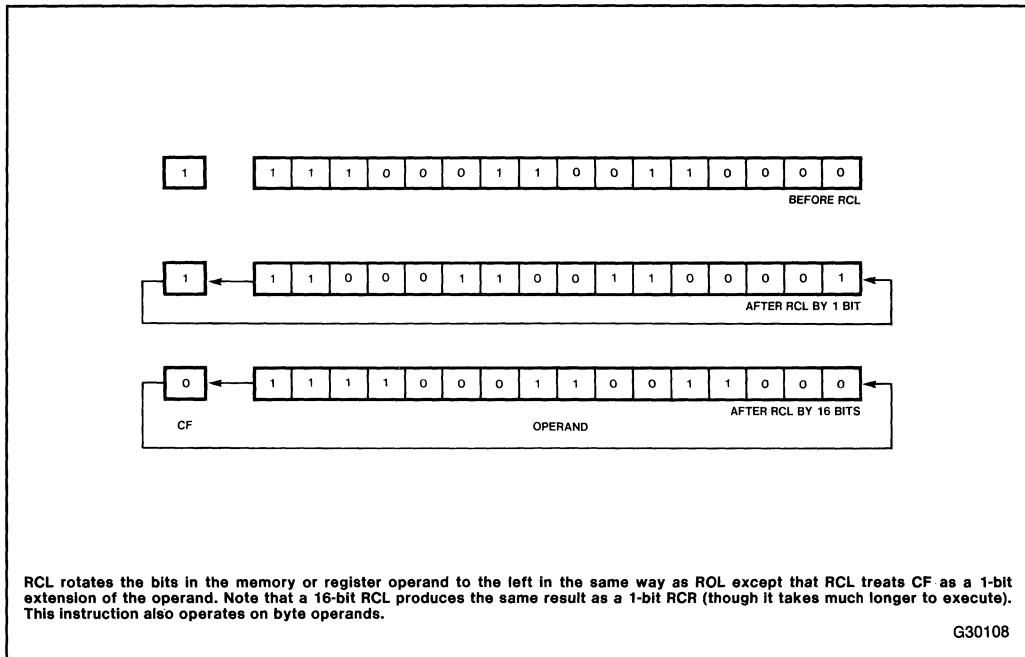 1 1 1 1 0 0 0 1 1 0 0 1 1 0 0 0 0
BEFORE RCL
1 1 1 0 0 0 1 1 0 0 1 1 0 0 0 0 1
AFTER RCL BY 1 BIT
0 1 1 1 1 0 0 0 1 1 0 0 1 1 0 0 0
AFTER RCL BY 16 BITS
CF OPERAND
RCL rotates the bits in the memory or register operand to the left in the same way as ROL except that RCL treats CF as a 1-bit
extension of the operand. Note that a 16-bit RCL produces the same result as a 1-bit RCR (though it takes much longer to execute).
This instruction also operates on byte operands.
G30108